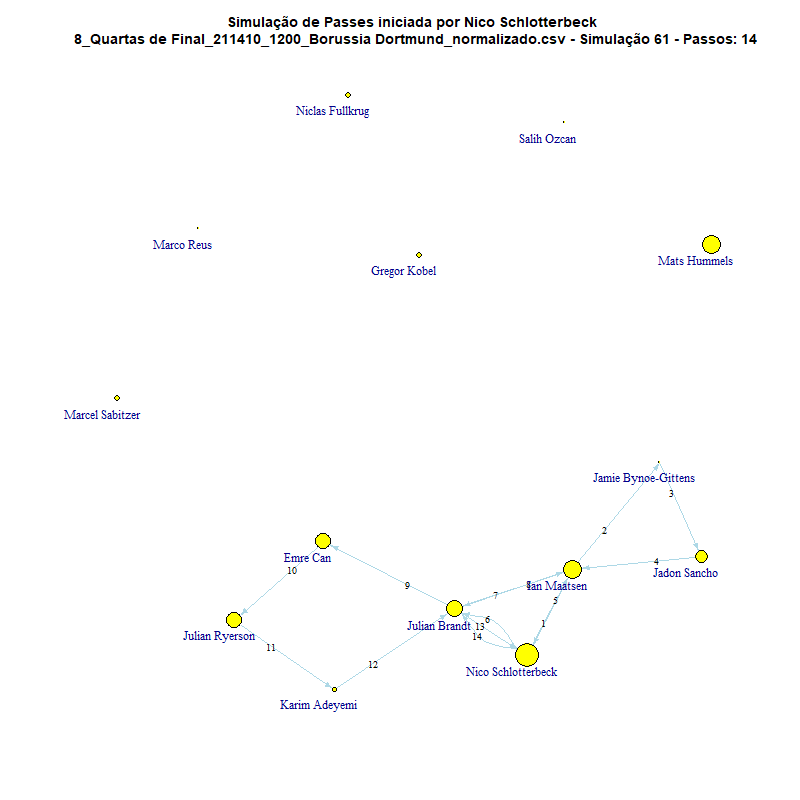 Simulação de Passes iniciada por Nico Schlotterbeck
8_Quartas de Final_211410_1200_Borussia Dortmund_normalizado.csv - Simulação 61 - Passos: 14
Niclas Fullkrug
Salih Ozcan
Marco Reus
Gregor Kobel
Mats Hummels
Marcel Sabitzer
Jamie Bynoe-Gittens
3
2
Emre Can
4
Jadon Sancho
10
9
7
Ian Maatsen
5
Julian Ryerson
Julian Brandt
6
13
1
14
11
12
Nico Schlotterbeck
Karim Adeyemi